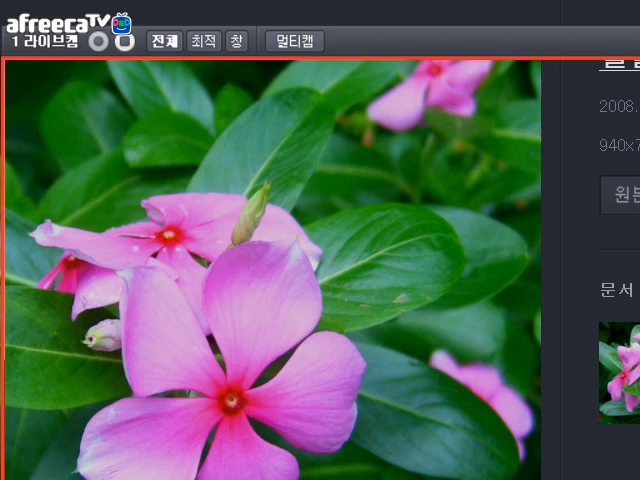 afreecaTV
1 라이브캠 전체 최적 창 멀티캠
2008.
940x7
원본
문서